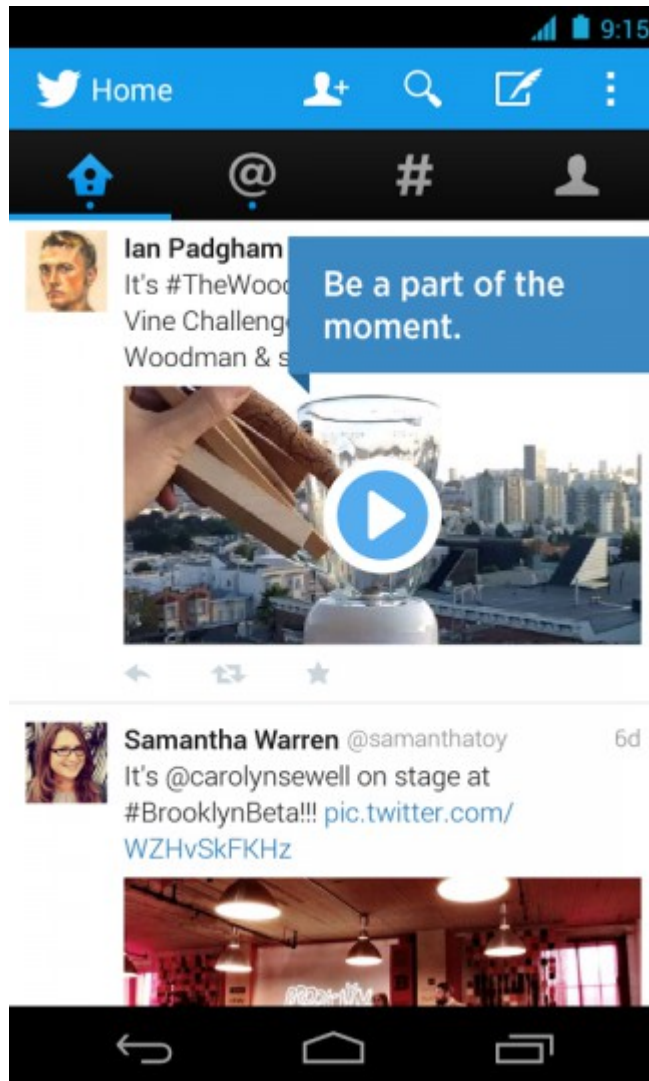 9:15
Home
@
#
Ian Padgham
It's #TheWood
Vine Challeng
Woodman & s
Be a part of the
moment.
Samantha Warren @samanthatoy 6d
It's @carolynsewell on stage at
#BrooklynBeta!!! pic.twitter.com/
WZHvSkFKHz